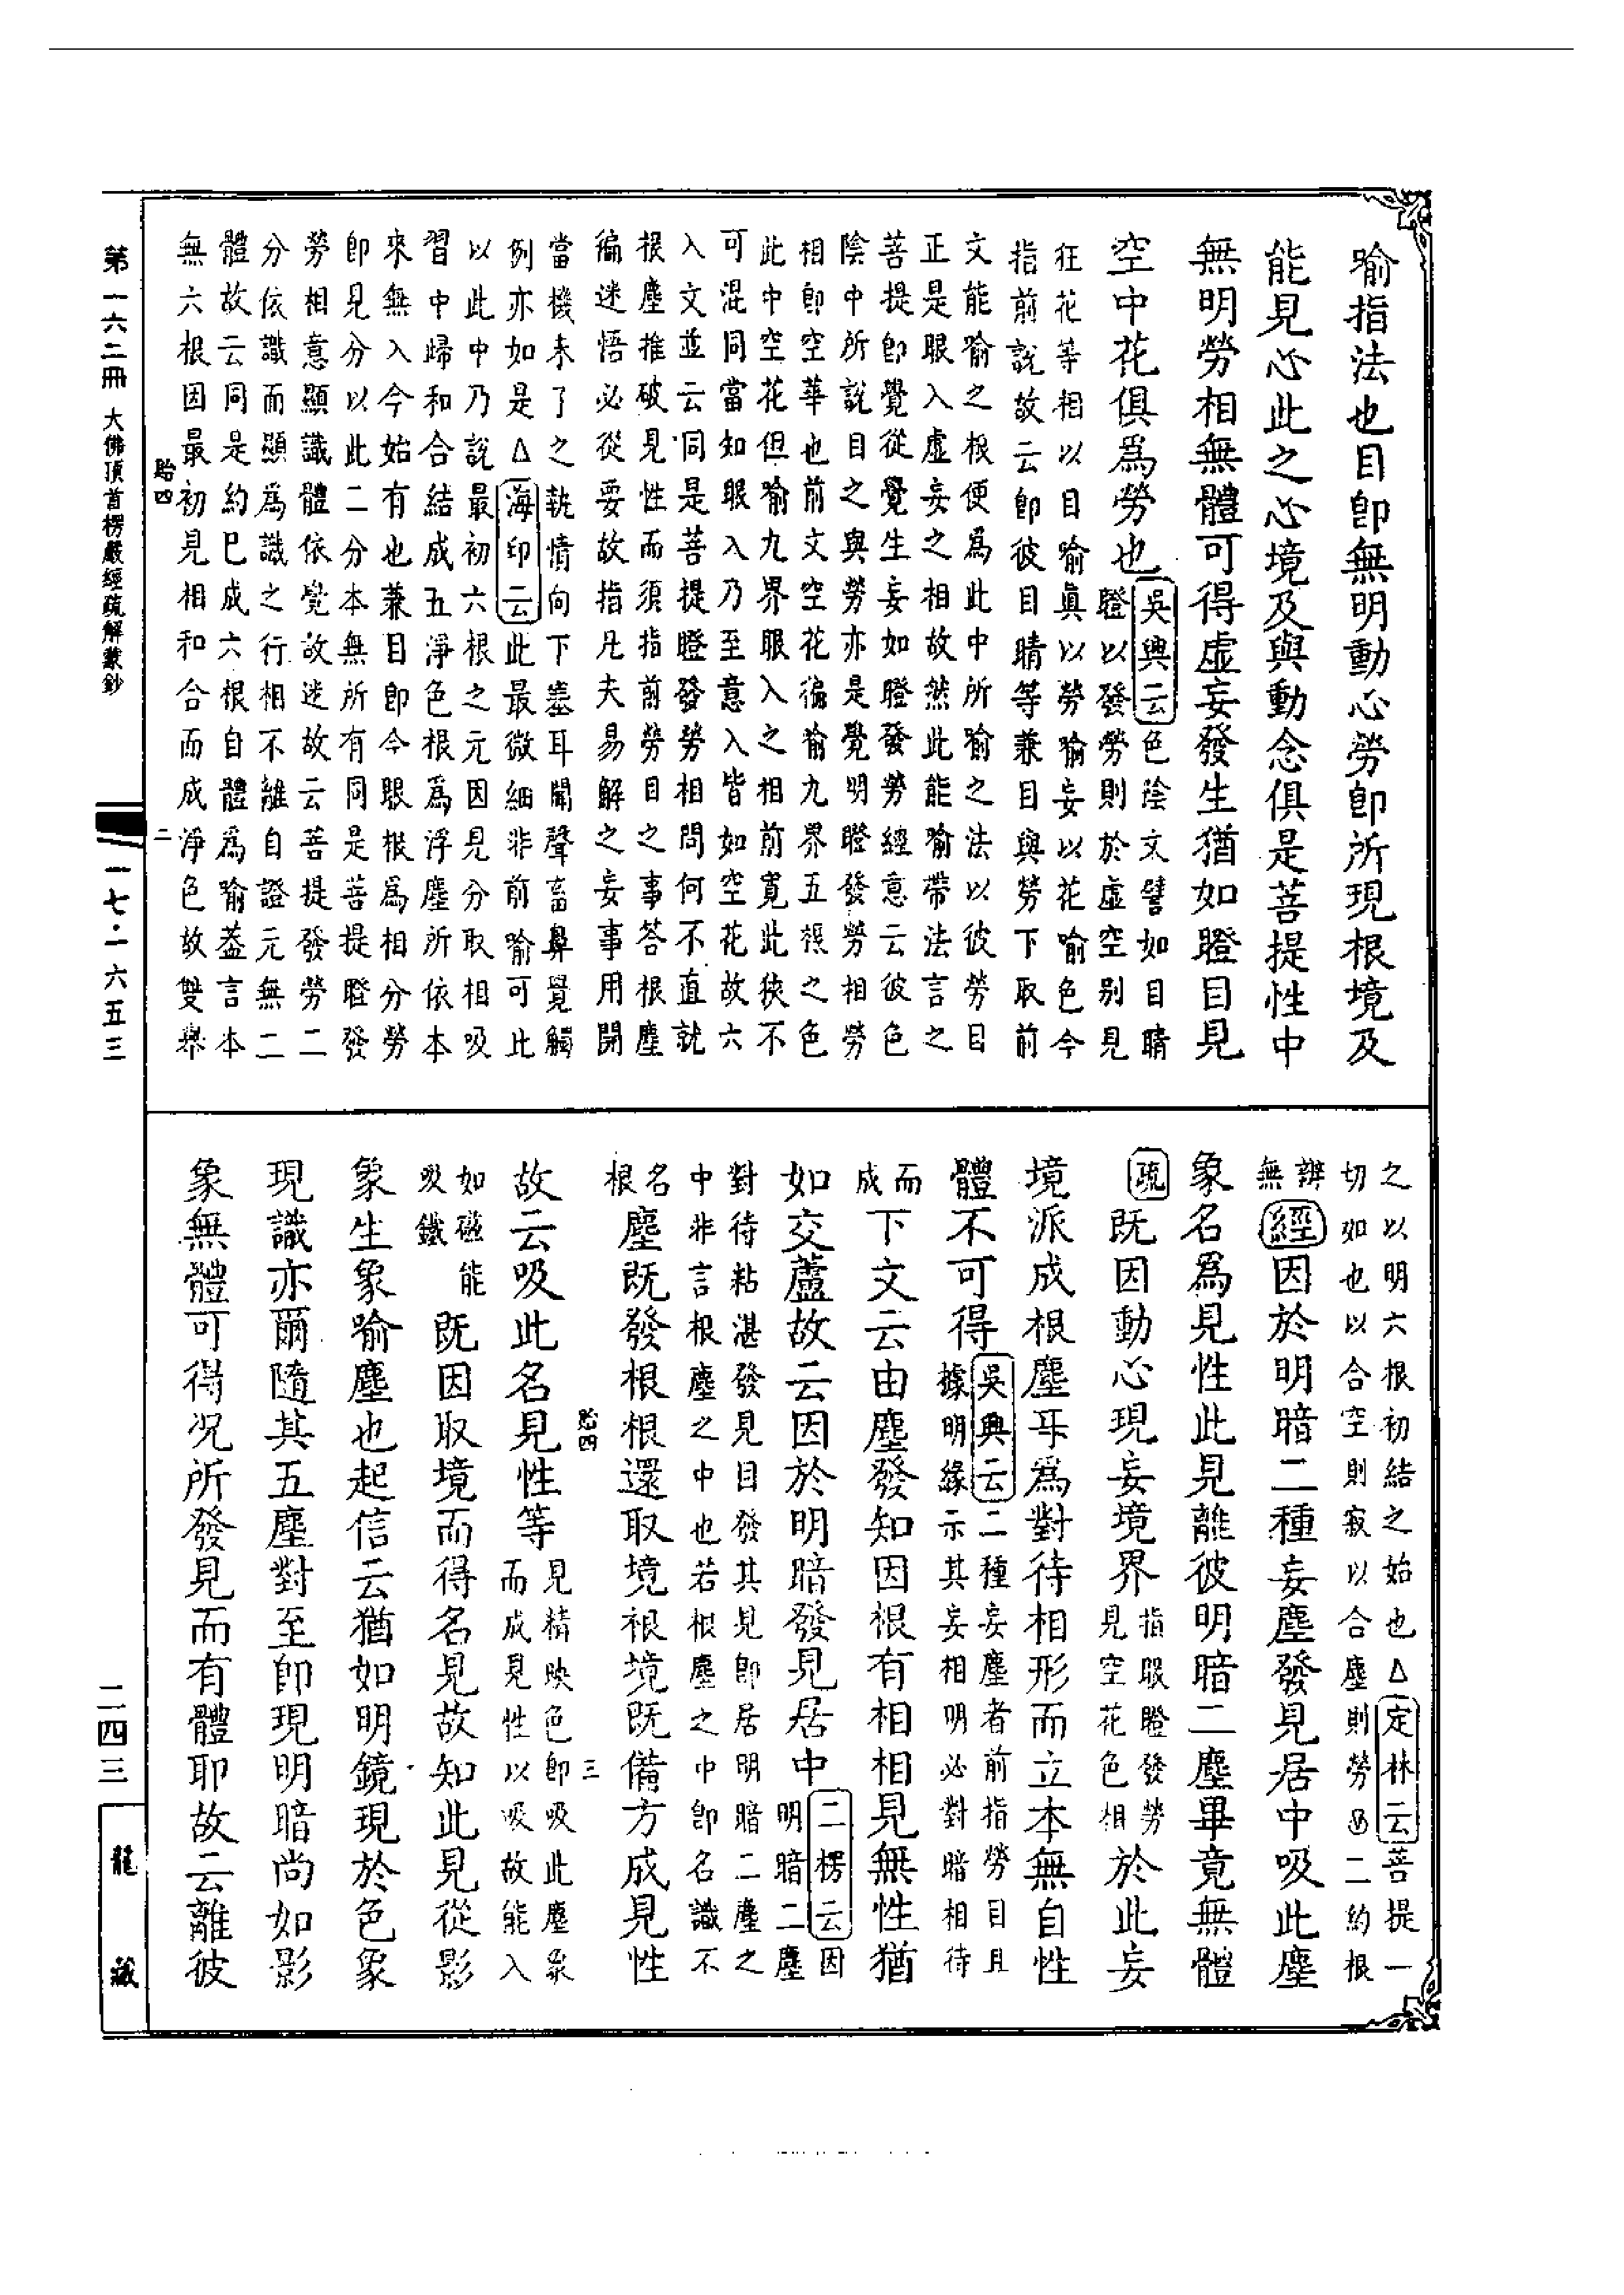 喻指法也目即無明動心勞即所現根境及
能見心此之心境及與動念俱是菩提性中
無明勞相無體可得虛妄發生猶如瞪目見
空中花俱為勞也
吳興云色陰文譬如目睛
瞪以發勞則於虛空別見
狂花等相以目喻真以勞喻妄以花喻色今
指前說故云即彼目睛等兼目與勞下取前
文能喻之根便為此中所喻之法以彼勞目
正是眼入虛妄之相故然此能喻帶法言之
菩提即覺從覺生妄如瞪發勞經意云彼色
陰中所說目之與勞亦是覺明瞪發勞相勞
相即空華也前文空花徧喻九界五根之色
此中空花但喻九界眼入之相前寬此狹不
可混同當知眼入乃至意入皆如空花故六
入文並云同是菩提瞪發勞相問何不直就
根塵推破見性而須指前勞目之事答根塵
徧迷悟必從要故指凡夫易解之妄事用開
當機未了之執情向下塞耳聞聲畜鼻覺觸
例亦如是△海印云此最微細非前喻可此
以此中乃說最初六根之元因見分取相吸
習中歸和合結成五淨色根為浮塵所依本
來無入今始有也兼目即今眼根為相分勞
即見分以此二分本無所有同是菩提瞪發
勞相意顯識體依覺故迷故云菩提發勞二
分依識而顯為識之行相不離自證元無二
體故云同是約已成六根自體為喻葢言本
無六根因最初見相和合而成淨色故雙舉
之以明六根初結之始也△定林云菩提一
切如也以合空則寂以合塵則勞二約根
辨無
經因於明暗二種妄塵發見居中吸此塵
象名為見性此見離彼明暗二塵畢竟無體
疏既因動心現妄境界
指眼瞪發勞
見空花色相
於此妄
境派成根塵耳為對待相形而立本無自性
體不可得
吳興云二種妄塵者前指勞目且
據明緣示其妄相明必對暗相待
而成
下文云由塵發知因根有相相見無性猶
如交蘆故云因於明暗發見居中
二楞云因
明暗二塵
對待粘湛發見目發其見即居明暗二塵之
中非言根塵之中也若根塵之中即名識不
名根
塵既發根根還取境根境既備方成見性
故云吸此名見性等
見精映色即吸此塵象
而成見性以吸故能入
如磁能
吸鐵
既因取境而得名見故知此見從影
象生象喻塵也起信云猶如明鏡現於色象
現識亦爾隨其五塵對至即現明暗尚如影
象無體可得況所發見而有體耶故云離彼
第一六二冊 大佛頂首楞嚴經疏解蒙鈔
一七·一六五三
二四三
龍藏
貽四
二
貽四
三